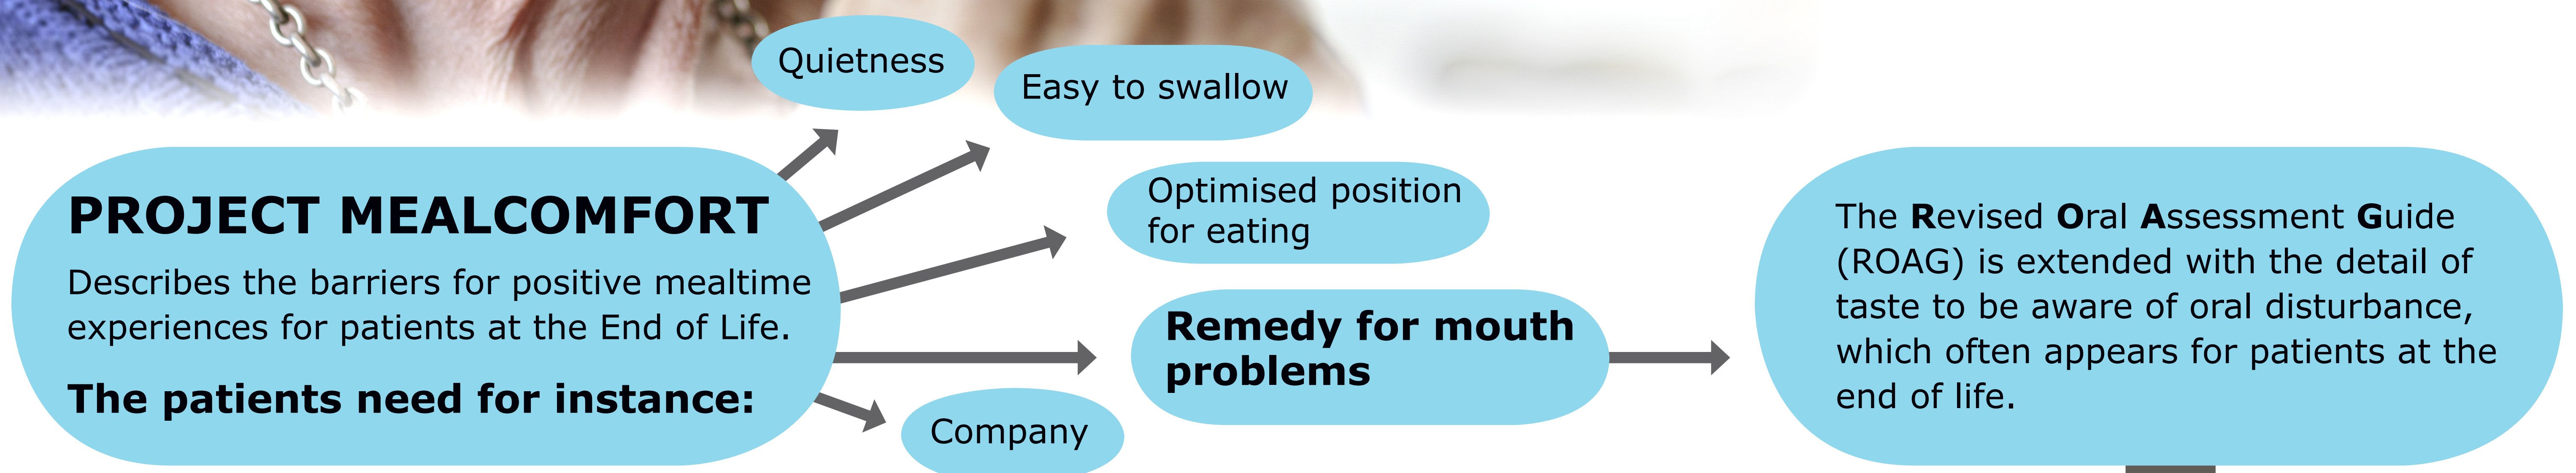 PROJECT MEALCOMFORT
Describes the barriers for positive mealtime
experiences for patients at the End of Life.
The patients need for instance:
Quietness
Easy to swallow
Optimised position
for eating
Remedy for mouth
problems
Company
The Revised Oral Assessment Guide
(ROAG) is extended with the detail of
taste to be aware of oral disturbance,
which often appears for patients at the
end of life.